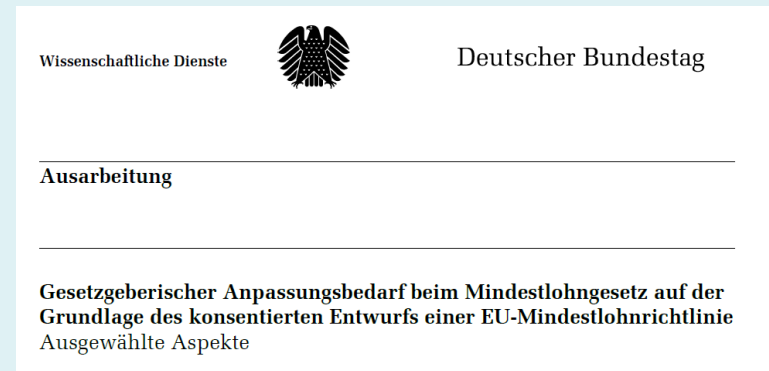 Wissenschaftliche Dienste
Deutscher Bundestag
Ausarbeitung
Gesetzgeberischer Anpassungsbedarf beim Mindestlohngesetz auf der
Grundlage des konsentierten Entwurfs einer EU-Mindestlohnrichtlinie
Ausgewählte Aspekte